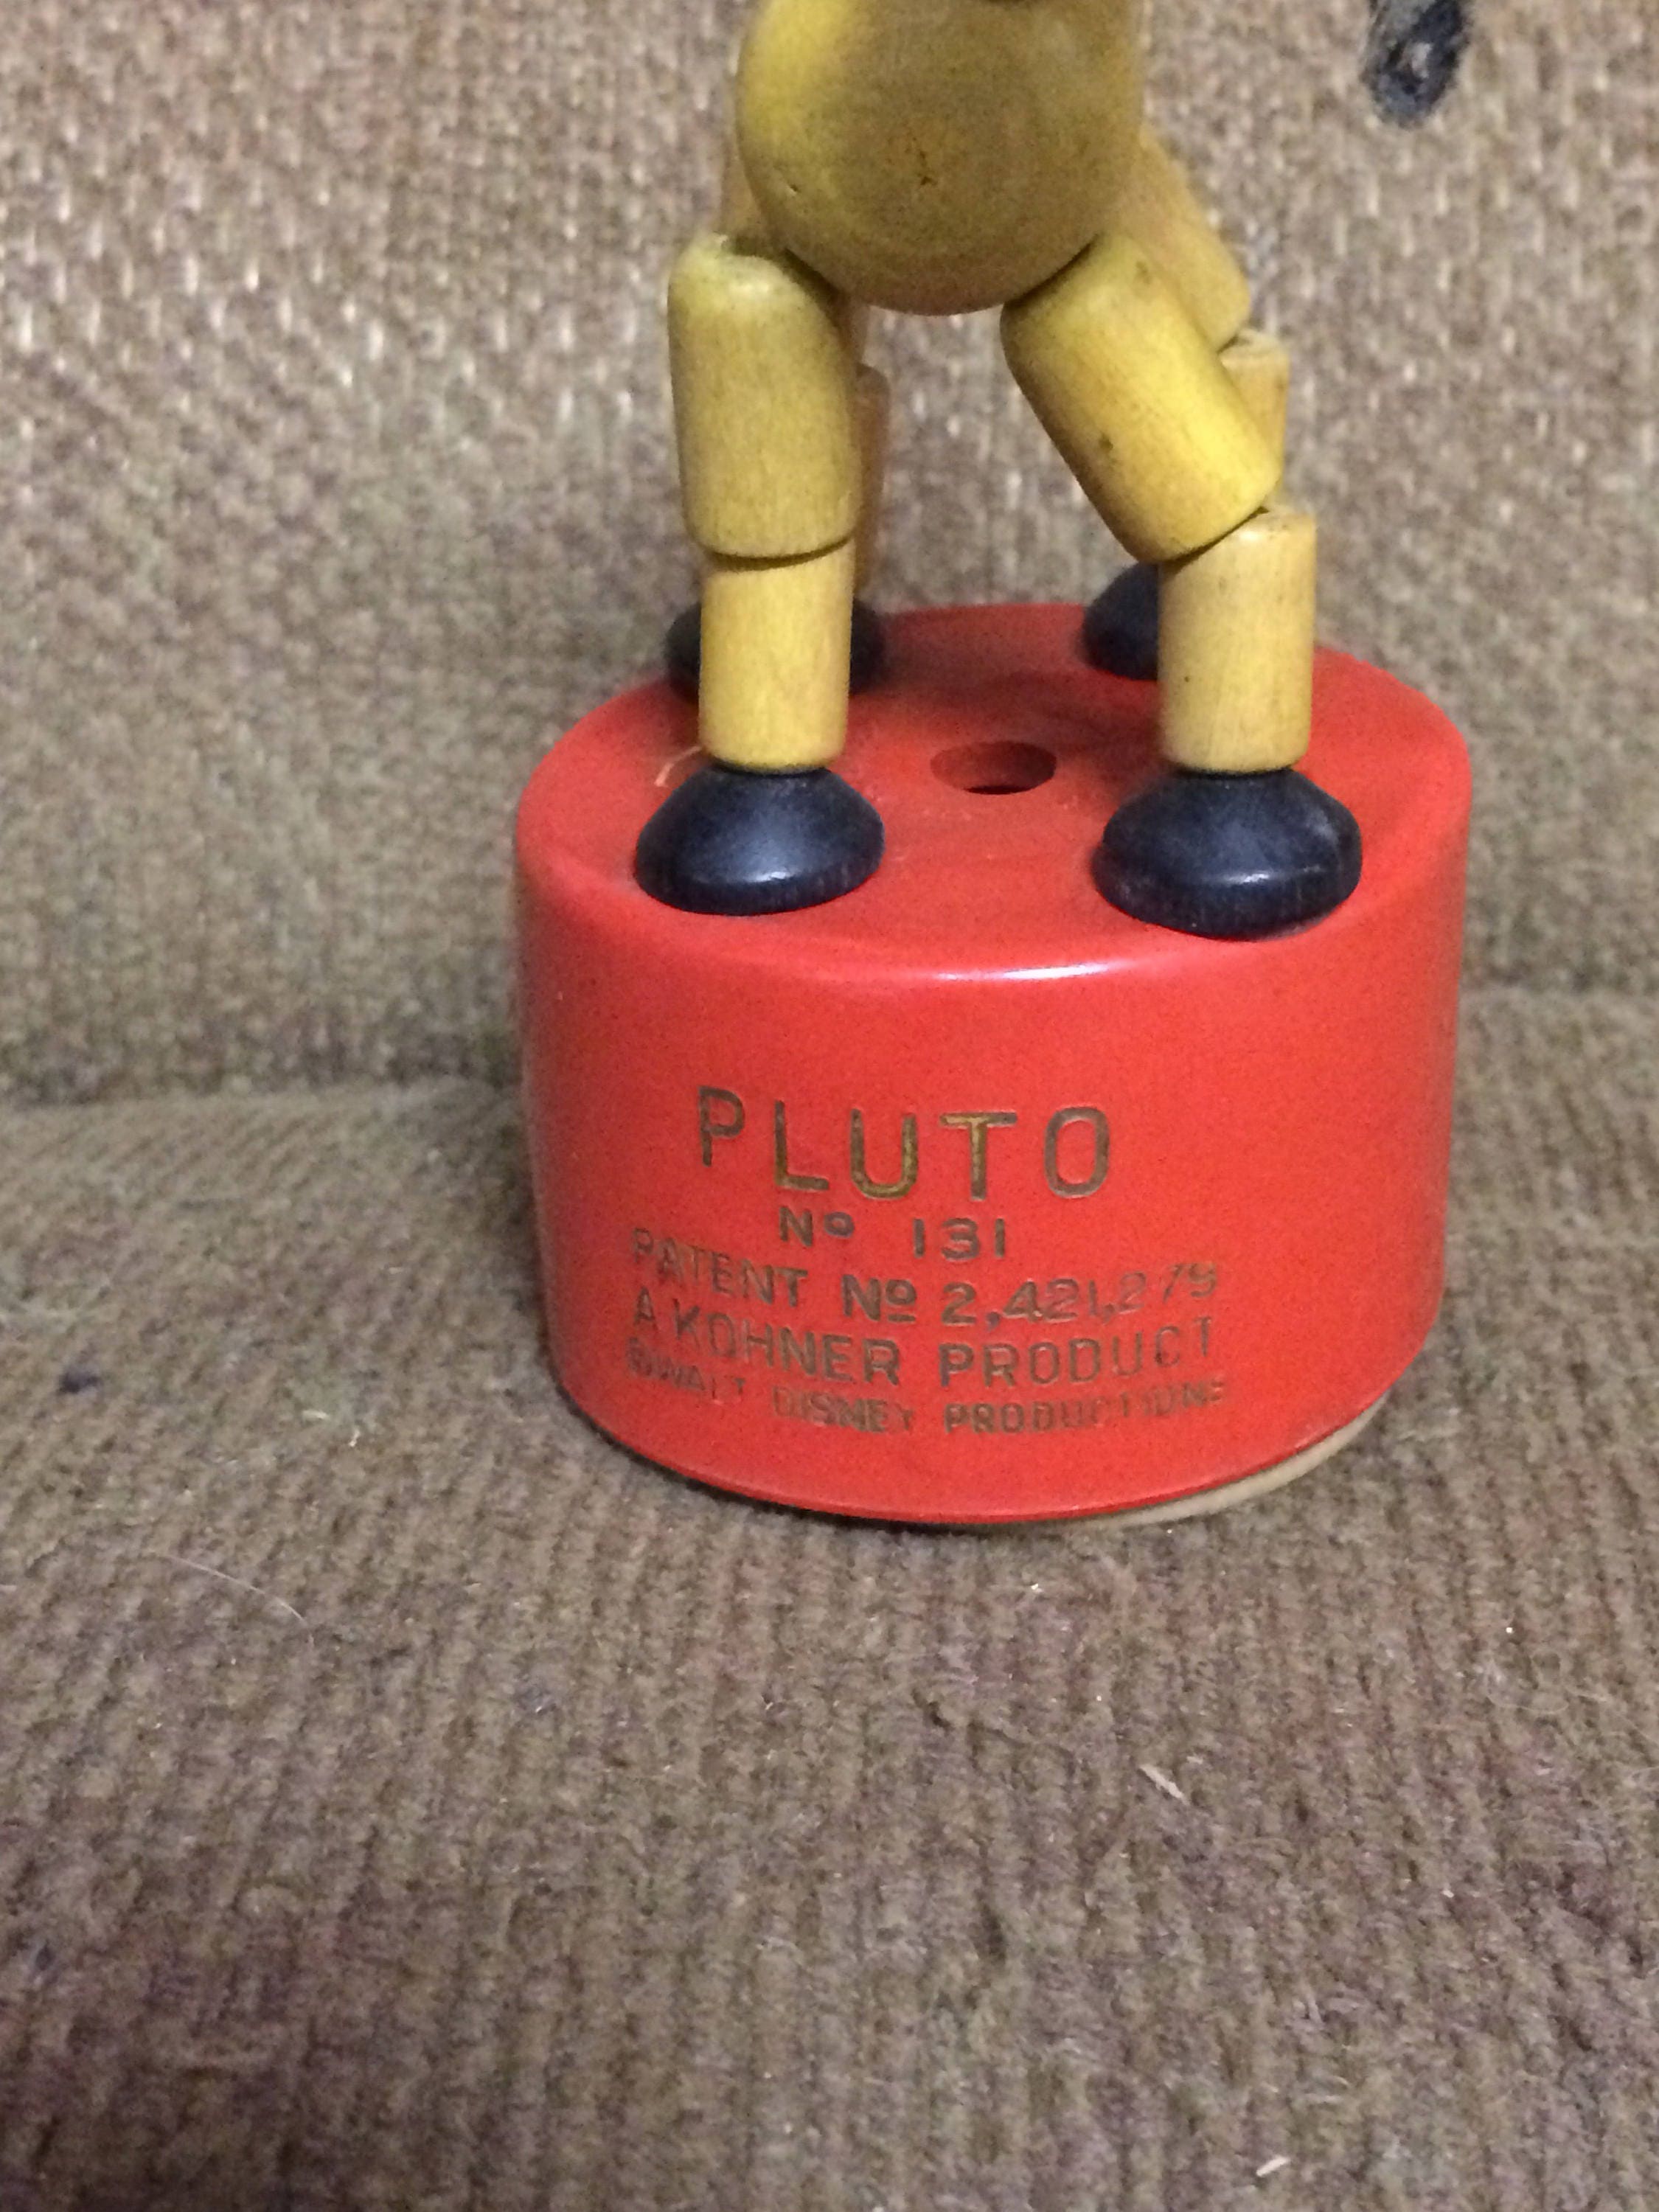 PLUTO
Nº 131
PATENT Nº 2,421,279
A KOHNER PRODUCT
©WALT DISNEY PRODUCTIONS